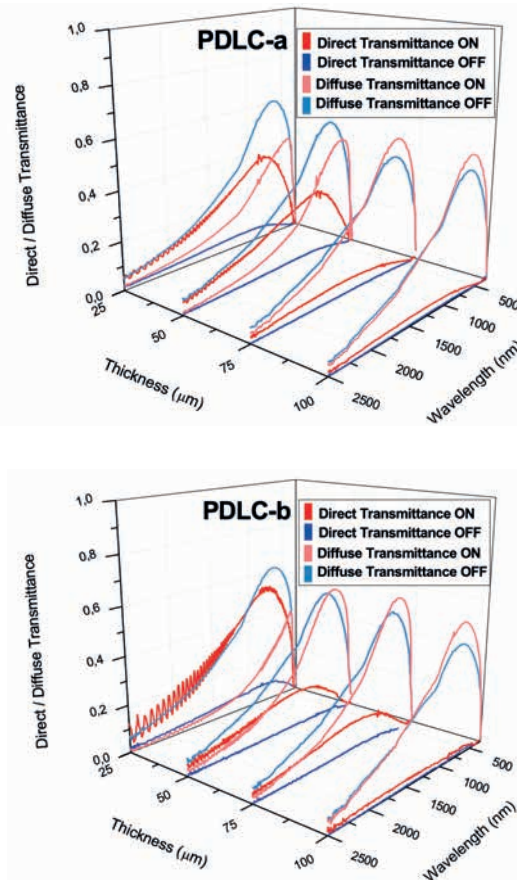 PDLC-a
Direct Transmittance ON
Direct Transmittance OFF
Diffuse Transmittance ON
Diffuse Transmittance OFF
1,0
0,8
0,6
0,4
0,2
0,0
Direct / Diffuse Transmittance
25
50
75
100
Thickness (μm)
2500
2000
1500
1000
500
Wavelength (nm)
PDLC-b
Direct Transmittance ON
Direct Transmittance OFF
Diffuse Transmittance ON
Diffuse Transmittance OFF
1,0
0,8
0,6
0,4
0,2
0,0
Direct / Diffuse Transmittance
25
50
75
100
Thickness (μm)
2500
2000
1500
1000
500
Wavelength (nm)